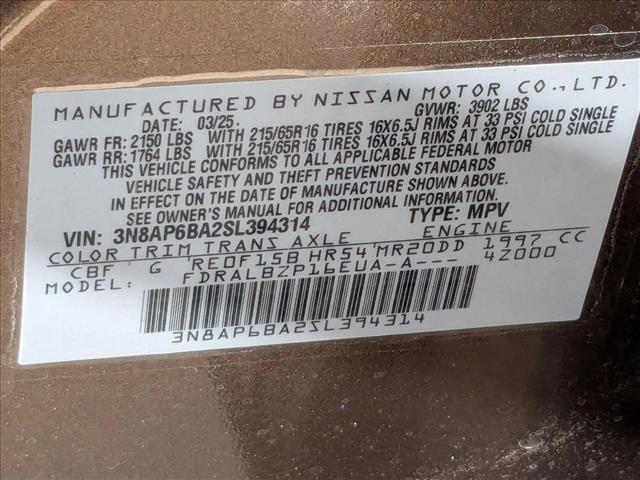 MANUFACTURED BY NISSAN MOTOR CO.,LTD.
DATE: 03/25. GVWR: 3902 LBS
GAWR FR: 2150 LBS WITH 215/65R16 TIRES 16X6.5J RIMS AT 33 PSI COLD SINGLE
GAWR RR: 1764 LBS WITH 215/65R16 TIRES 16X6.5J RIMS AT 33 PSI COLD SINGLE
THIS VEHICLE CONFORMS TO ALL APPLICABLE FEDERAL MOTOR
VEHICLE SAFETY AND THEFT PREVENTION STANDARDS
IN EFFECT ON THE DATE OF MANUFACTURE SHOWN ABOVE.
SEE OWNER'S MANUAL FOR ADDITIONAL INFORMATION.
VIN: 3N8AP6BA2SL394314 TYPE: MPV
COLOR TRIM TRANS AXLE ENGINE
CBF G RE0F15B HR54 MR20DD 1997 CC
MODEL: FDRALBZP16EUA-A--- 4Z000
3N8AP6BA2SL394314